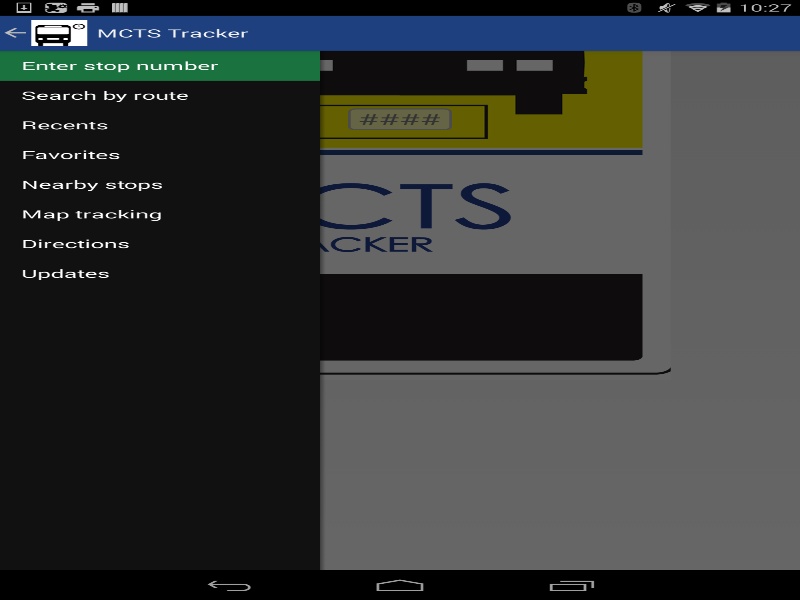 10:27
MCTS Tracker
Enter stop number
Search by route
Recents
Favorites
Nearby stops
Map tracking
Directions
Updates
####
CTS
ACKER